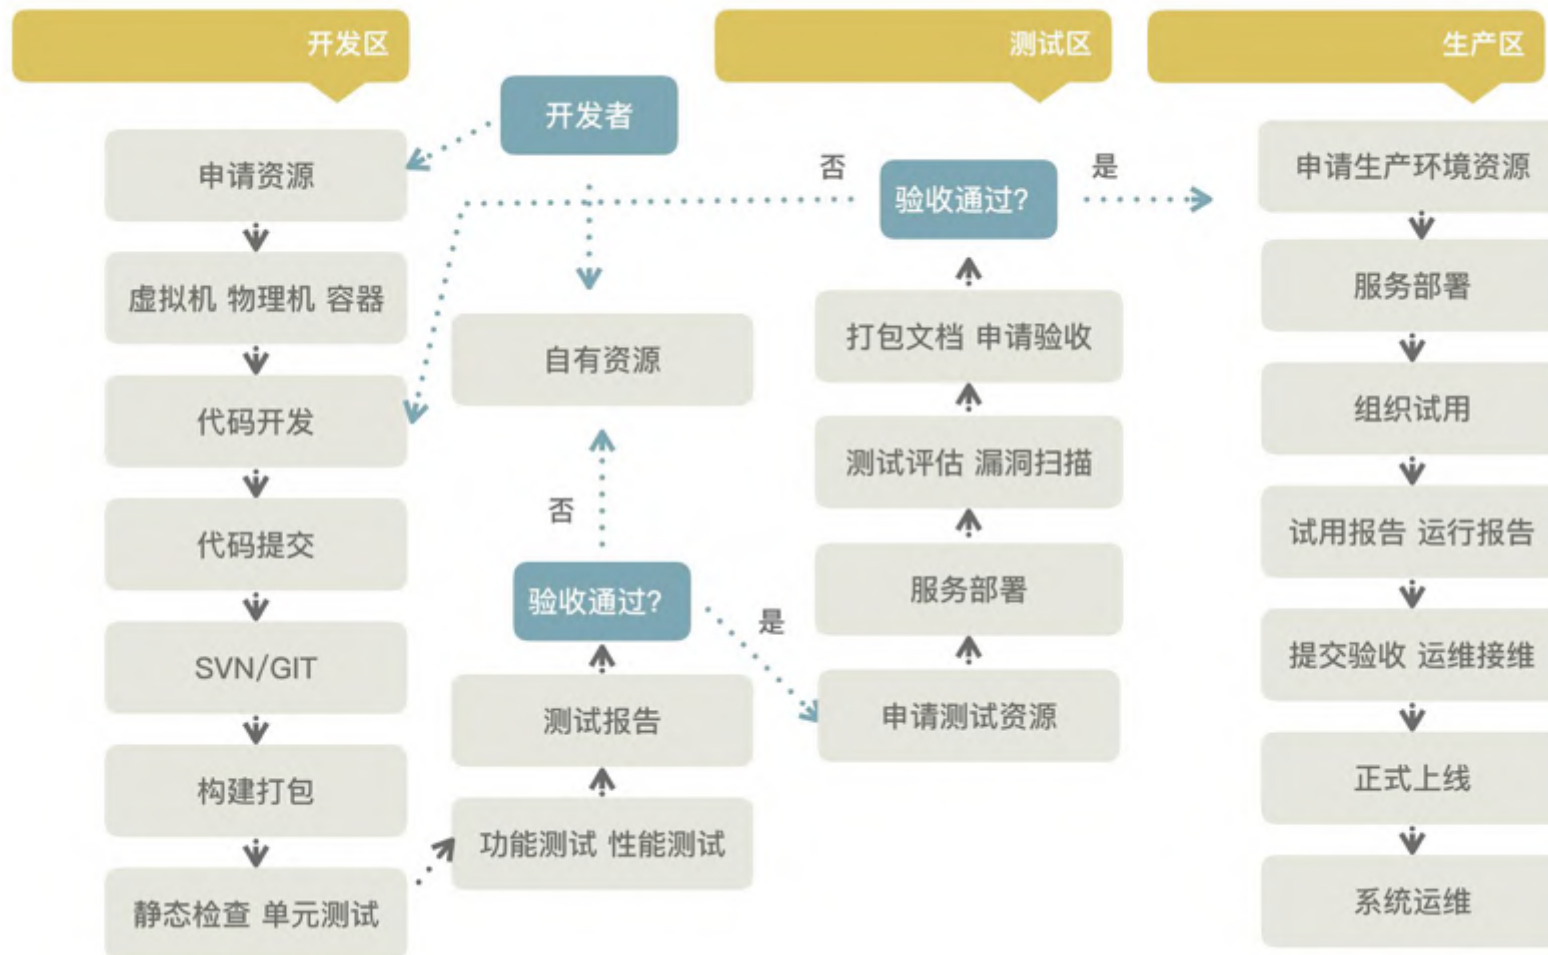 开发区
测试区
生产区
开发者
申请资源
虚拟机 物理机 容器
代码开发
代码提交
SVN/GIT
构建打包
静态检查 单元测试
自有资源
否
验收通过?
是
测试报告
功能测试 性能测试
否
验收通过?
是
打包文档 申请验收
测试评估 漏洞扫描
服务部署
申请测试资源
申请生产环境资源
服务部署
组织试用
试用报告 运行报告
提交验收 运维接维
正式上线
系统运维